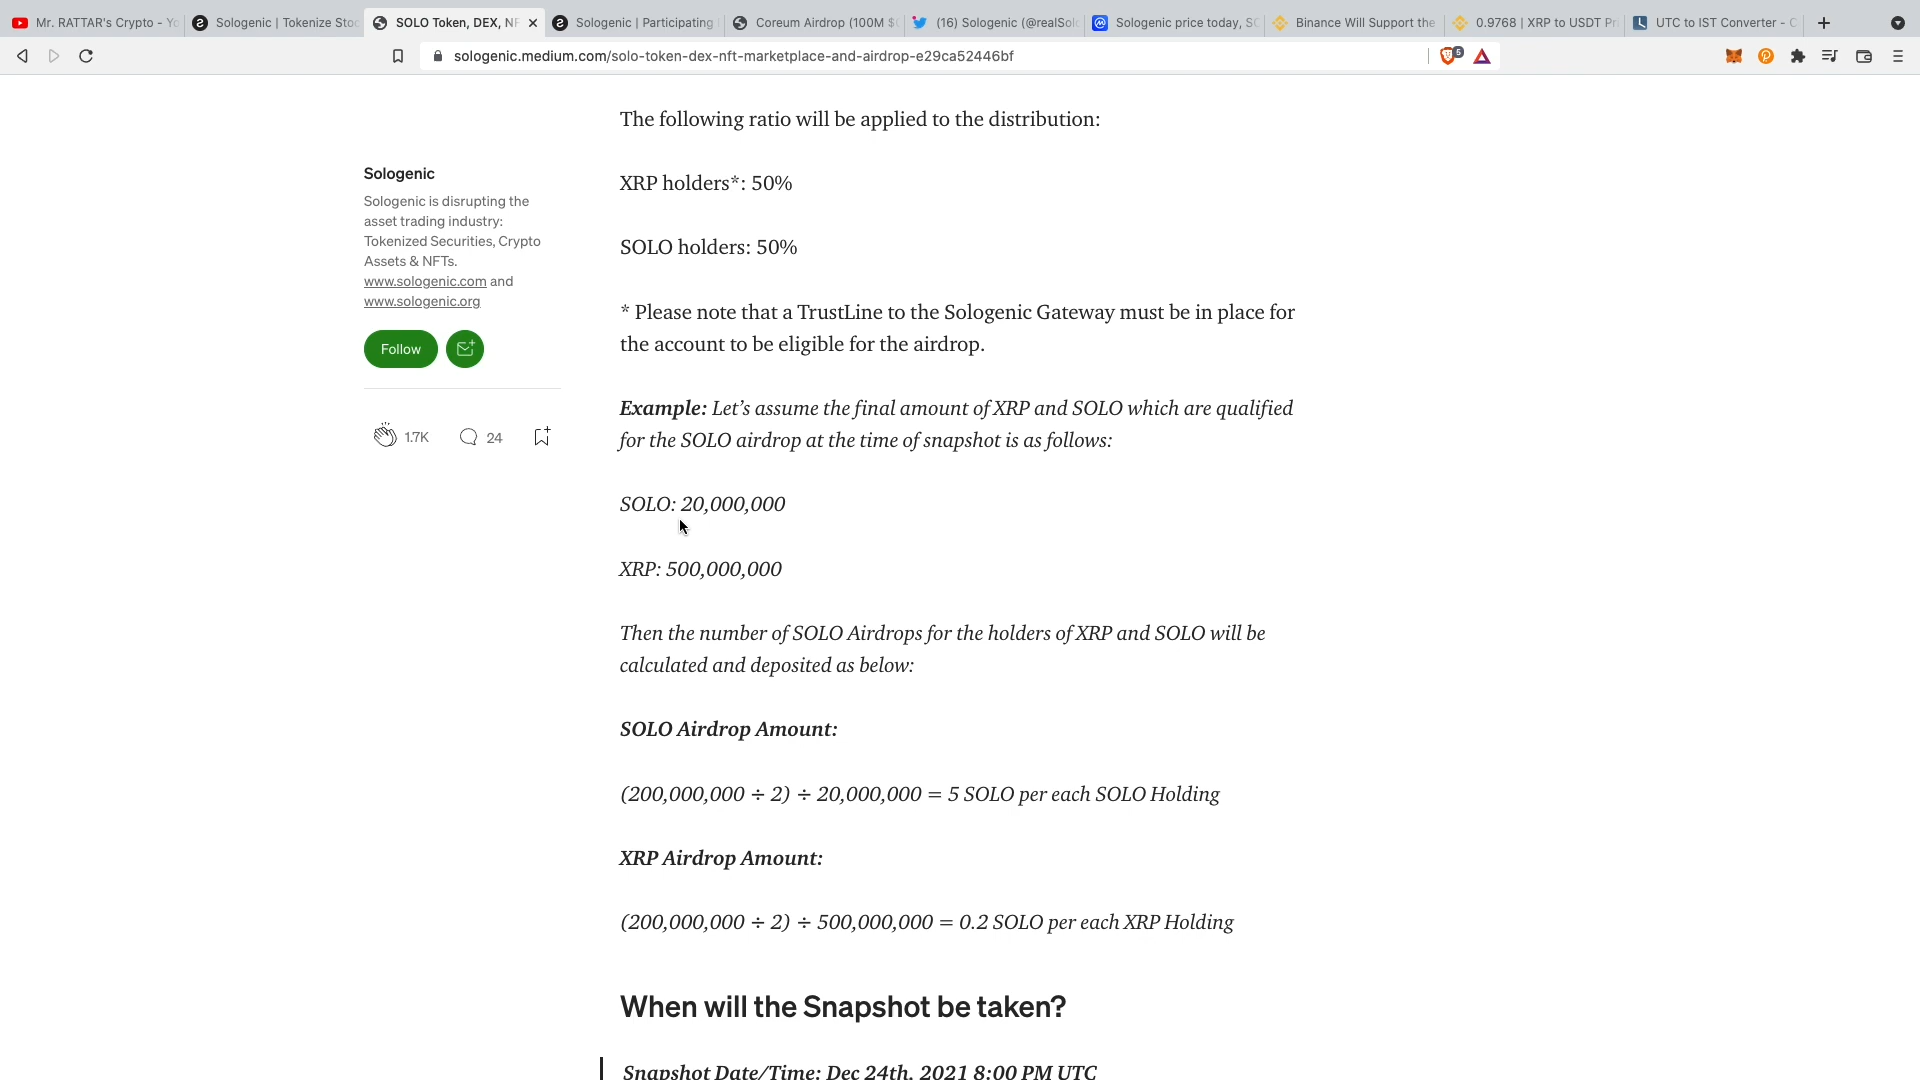 Mr. RATTAR's Crypto - Yo
Sologenic | Tokenize Stoc
SOLO Token, DEX, NF
Sologenic | Participating
Coreum Airdrop (100M $
(16) Sologenic (@realSolo
Sologenic price today, SO
Binance Will Support the
0.9768 | XRP to USDT Pri
UTC to IST Converter - C
sologenic.medium.com/solo-token-dex-nft-marketplace-and-airdrop-e29ca52446bf
5
The following ratio will be applied to the distribution:
Sologenic
Sologenic is disrupting the
asset trading industry:
Tokenized Securities, Crypto
Assets & NFTs.
www.sologenic.com and
www.sologenic.org
Follow
1.7K
24
XRP holders*: 50%
SOLO holders: 50%
* Please note that a TrustLine to the Sologenic Gateway must be in place for
the account to be eligible for the airdrop.
Example: Let’s assume the final amount of XRP and SOLO which are qualified
for the SOLO airdrop at the time of snapshot is as follows:
SOLO: 20,000,000
XRP: 500,000,000
Then the number of SOLO Airdrops for the holders of XRP and SOLO will be
calculated and deposited as below:
SOLO Airdrop Amount:
(200,000,000 ÷ 2) ÷ 20,000,000 = 5 SOLO per each SOLO Holding
XRP Airdrop Amount:
(200,000,000 ÷ 2) ÷ 500,000,000 = 0.2 SOLO per each XRP Holding
When will the Snapshot be taken?
Snapshot Date/Time: Dec 24th, 2021 8:00 PM UTC